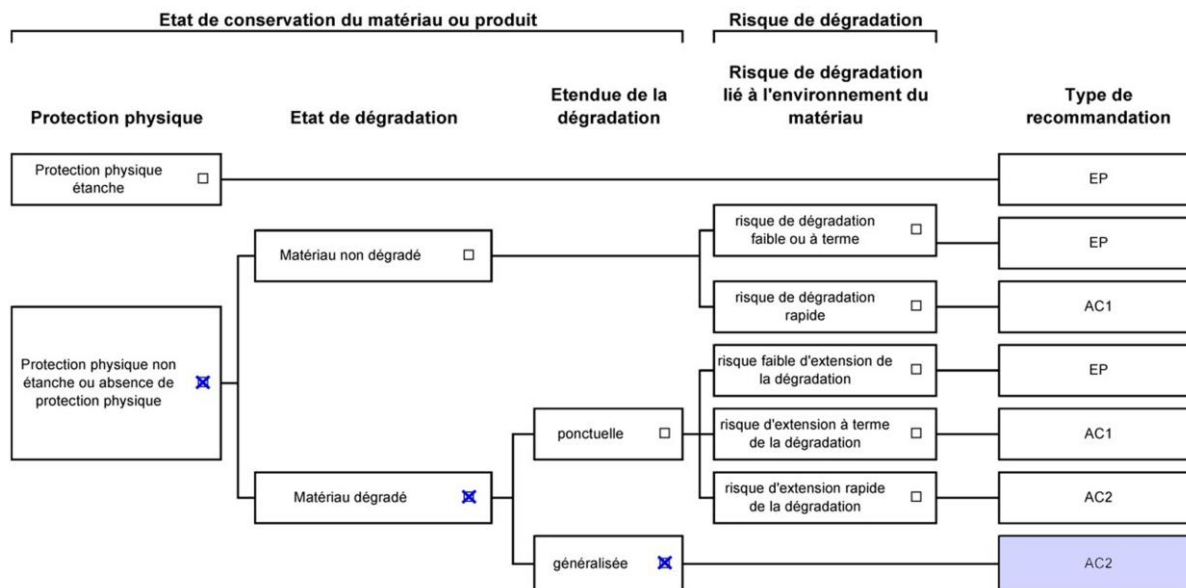 Etat de conservation du matériau ou produit
Risque de dégradation
Protection physique
Etat de dégradation
Etendue de la
dégradation
Risque de dégradation
lié à l'environnement du
matériau
Type de
recommandation
Protection physique
étanche
EP
Matériau non dégradé
risque de dégradation
faible ou à terme
EP
risque de dégradation
rapide
AC1
Protection physique non
étanche ou absence de
protection physique
risque faible d'extension de
la dégradation
EP
ponctuelle
risque d'extension à terme
de la dégradation
AC1
Matériau dégradé
risque d'extension rapide
de la dégradation
AC2
généralisée
AC2